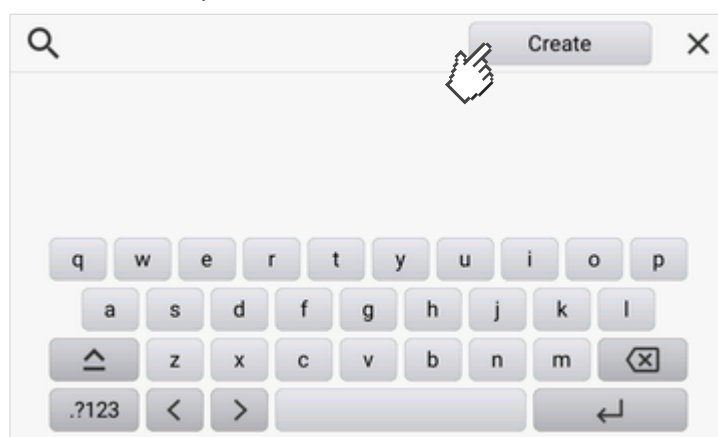 Create
q w e r t y u i o p
a s d f g h j k l
z x c v b n m
.?123 < >